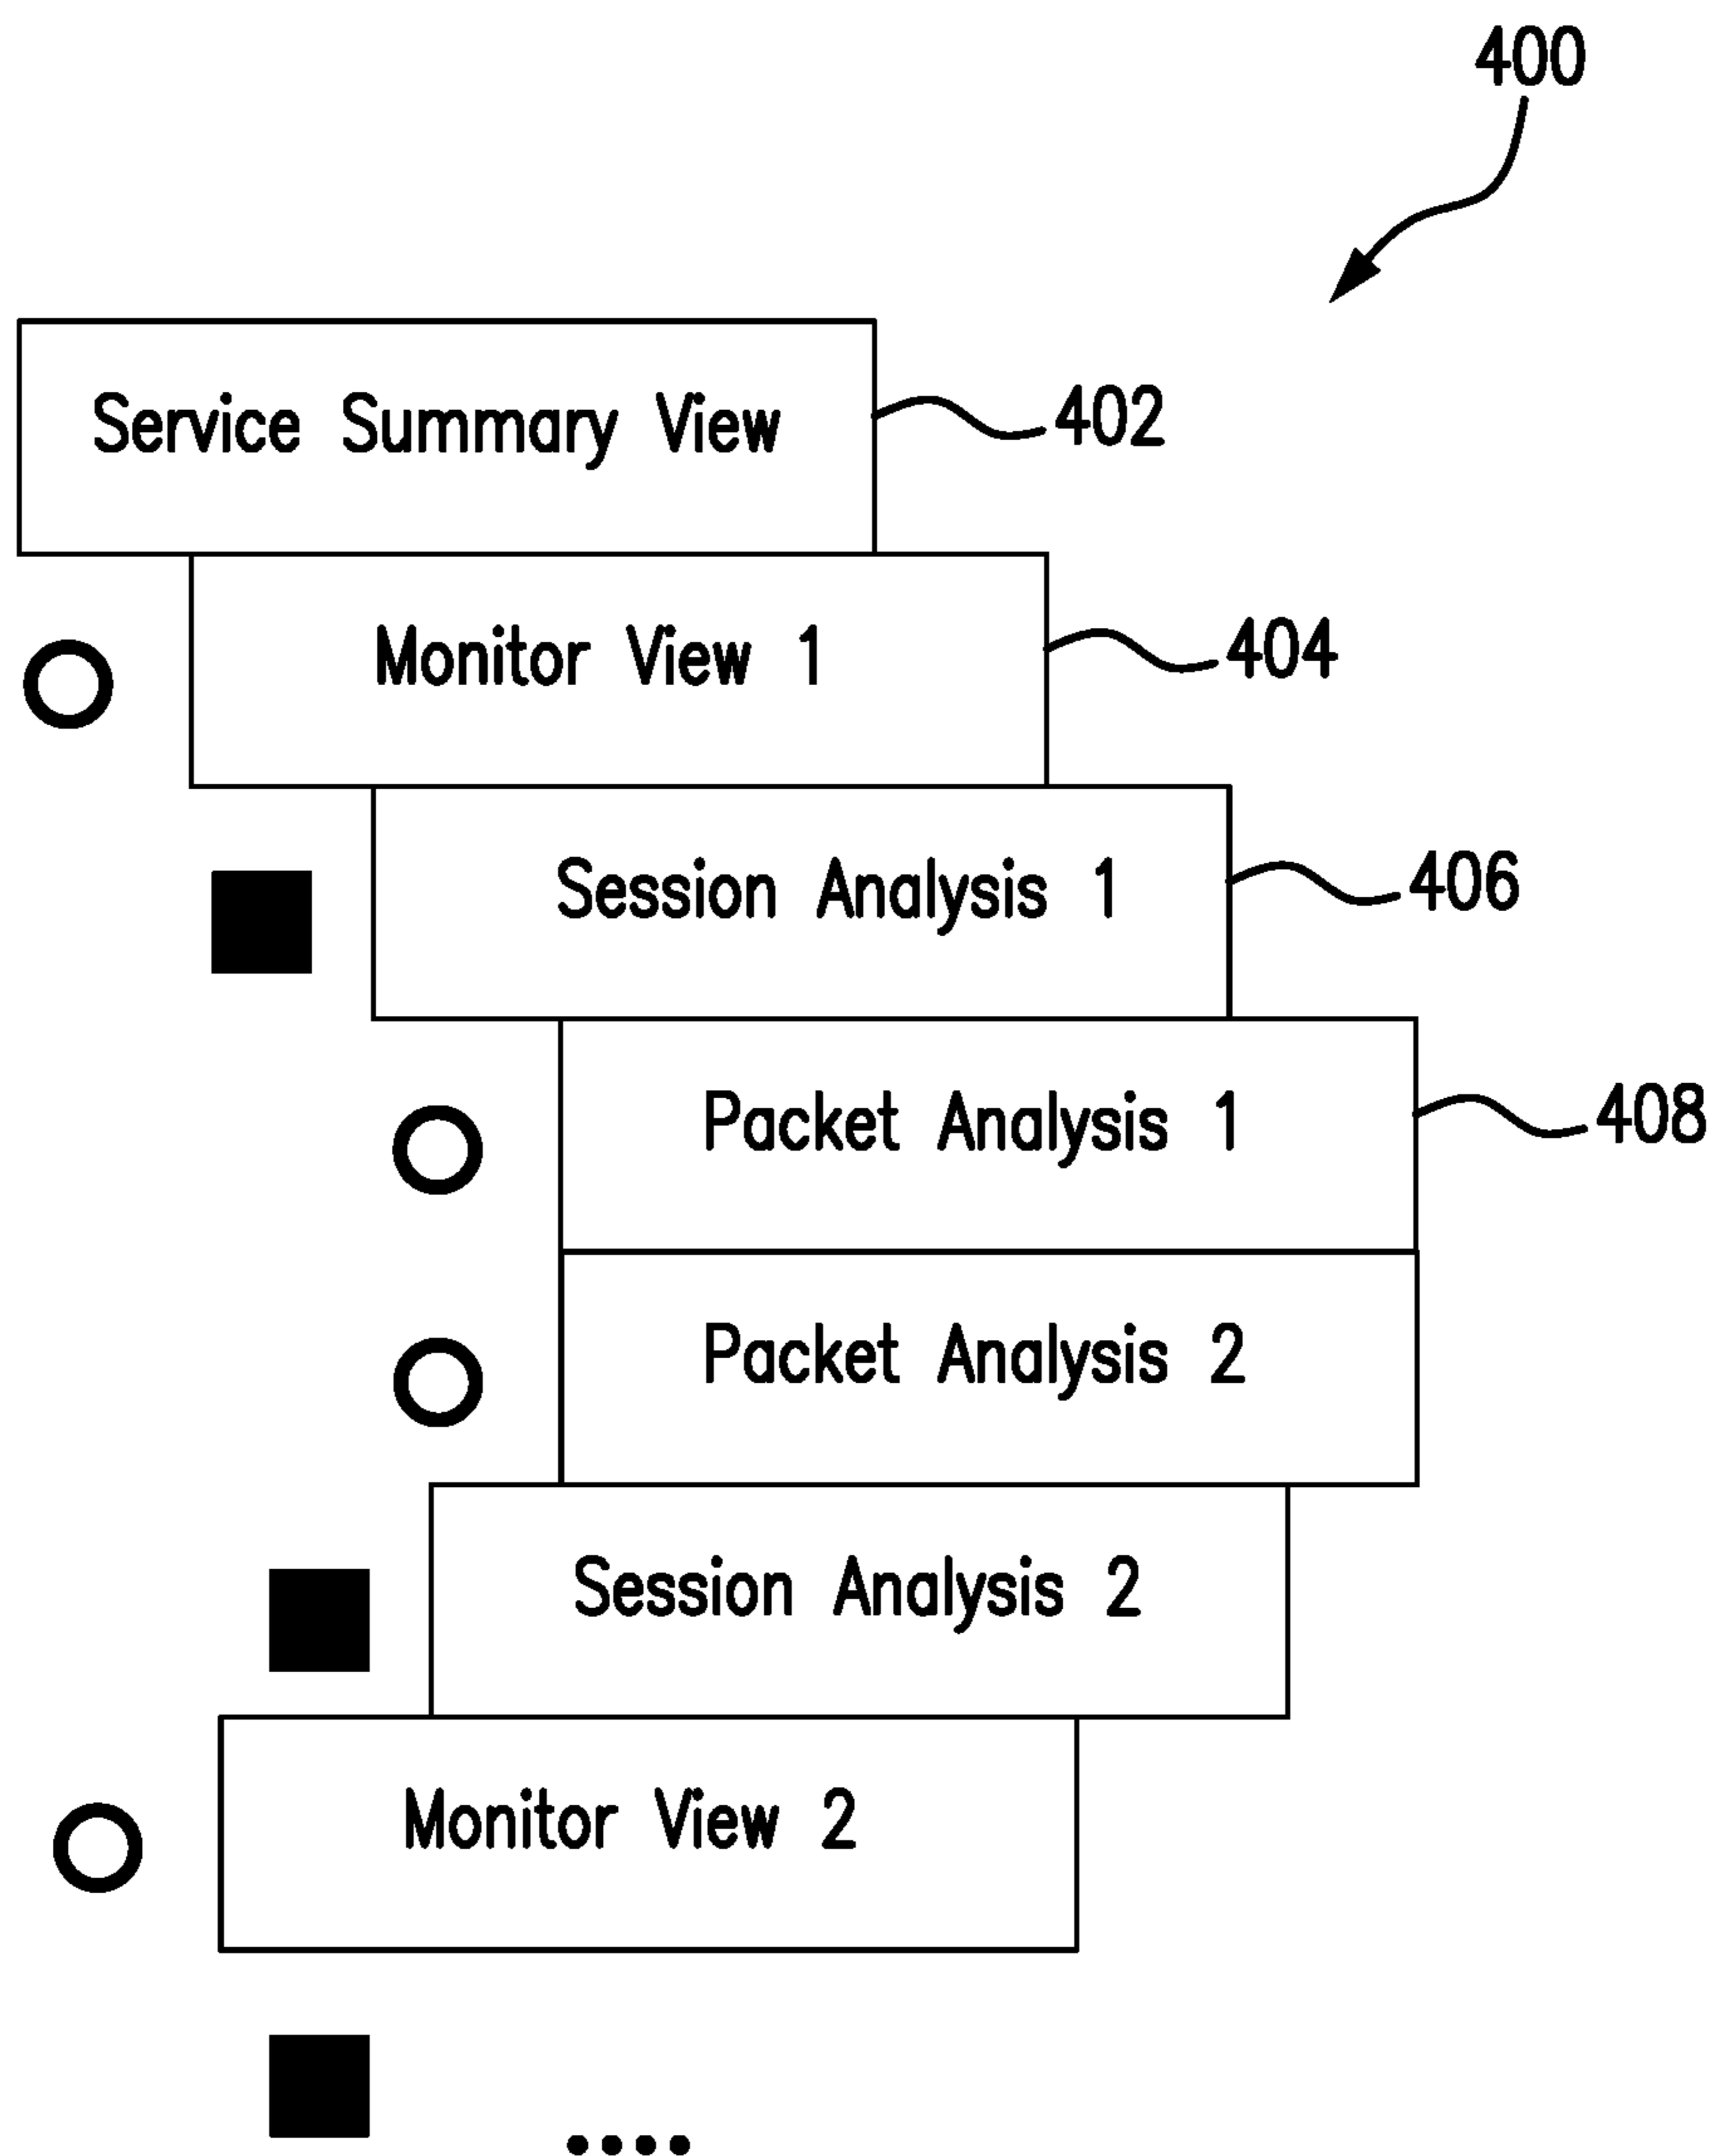 400
Service Summary View
402
Monitor View 1
404
Session Analysis 1
406
Packet Analysis 1
408
Packet Analysis 2
Session Analysis 2
Monitor View 2
....